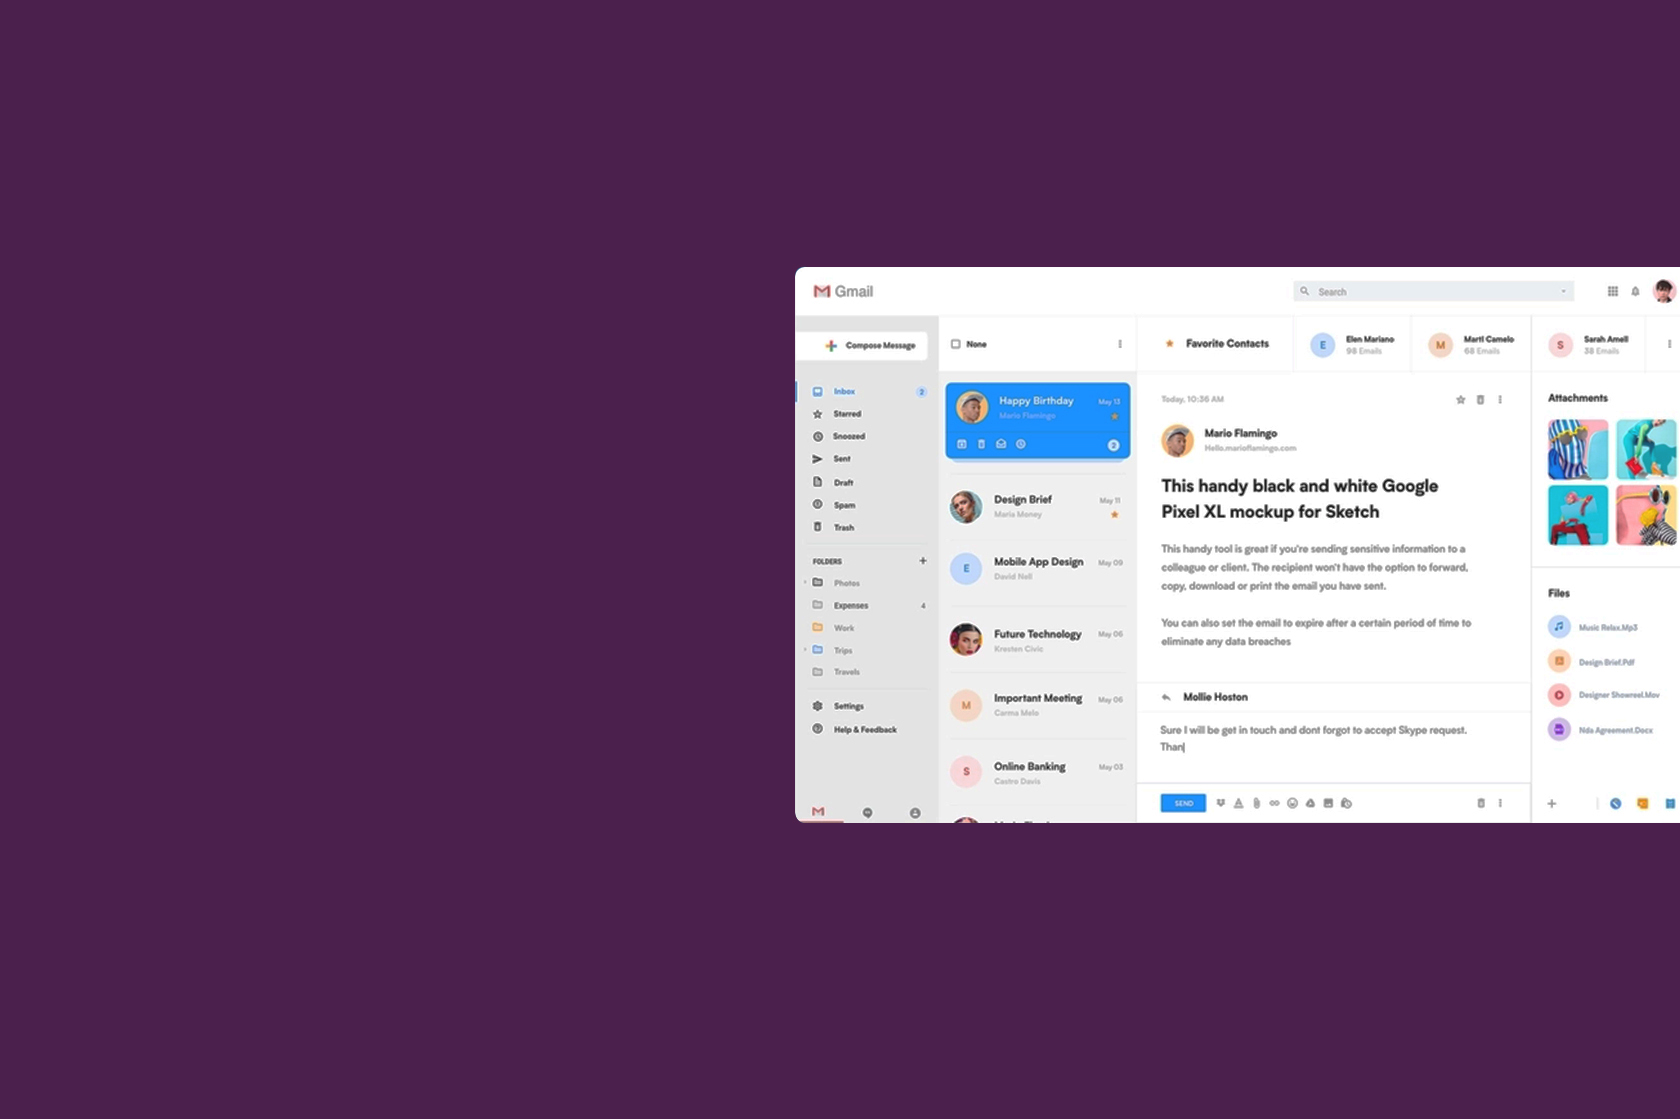 Gmail
Search
Compose Message
Inbox 2
Starred
Snoozed
Sent
Draft
Spam
Trash
FOLDERS
Photos
Expenses 4
Work
Trips
Travels
Settings
Help & Feedback
None
Happy Birthday May 13
Mario Flamingo
2
Design Brief May 11
Maria Money
E
Mobile App Design May 09
David Nell
Future Technology May 06
Kresten Civic
M
Important Meeting May 06
Carma Melo
S
Online Banking May 03
Castro Davis
Favorite Contacts
E
Elen Mariano
98 Emails
M
Marti Camelo
68 Emails
S
Sarah Amell
38 Emails
Today, 10:36 AM
Mario Flamingo
Hello.marioflamingo.com
This handy black and white Google
Pixel XL mockup for Sketch
This handy tool is great if you're sending sensitive information to a
colleague or client. The recipient won't have the option to forward,
copy, download or print the email you have sent.
You can also set the email to expire after a certain period of time to
eliminate any data breaches
Mollie Hoston
Sure I will be get in touch and dont forgot to accept Skype request.
Than
SEND
Attachments
Files
Music Relax.Mp3
Design Brief.Pdf
Designer Showreel.Mov
Nda Agreement.Docx